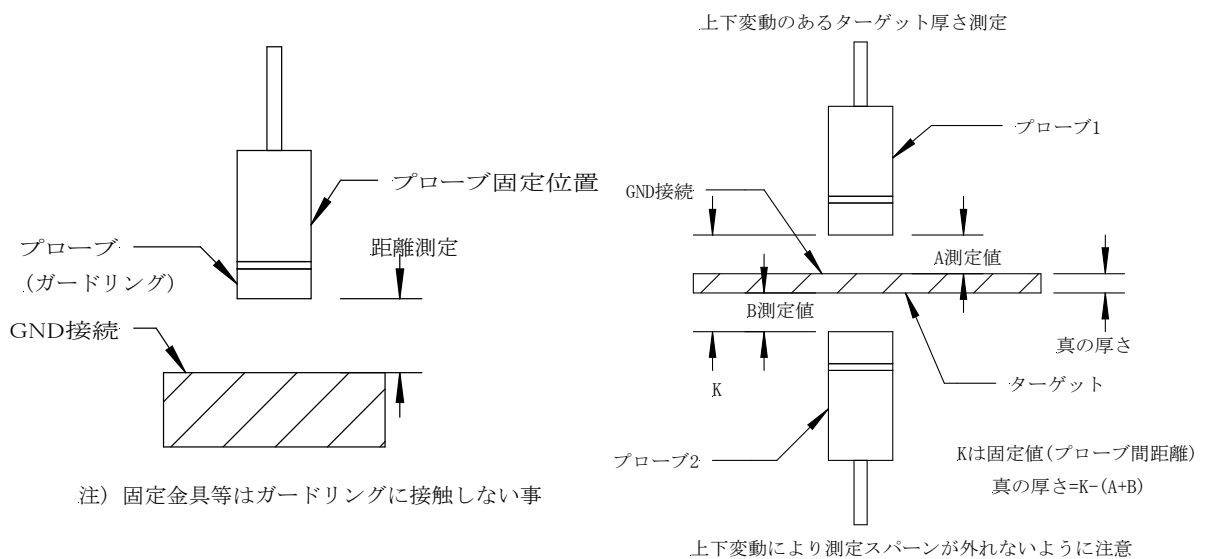 プローブ固定位置
プローブ
(ガードリング)
距離測定
GND接続
注) 固定金具等はガードリングに接触しない事
上下変動のあるターゲット厚さ測定
プローブ1
GND接続
A測定値
B測定値
真の厚さ
K
ターゲット
プローブ2
Kは固定値(プローブ間距離)
真の厚さ=K-(A+B)
上下変動により測定スパーンが外れないように注意